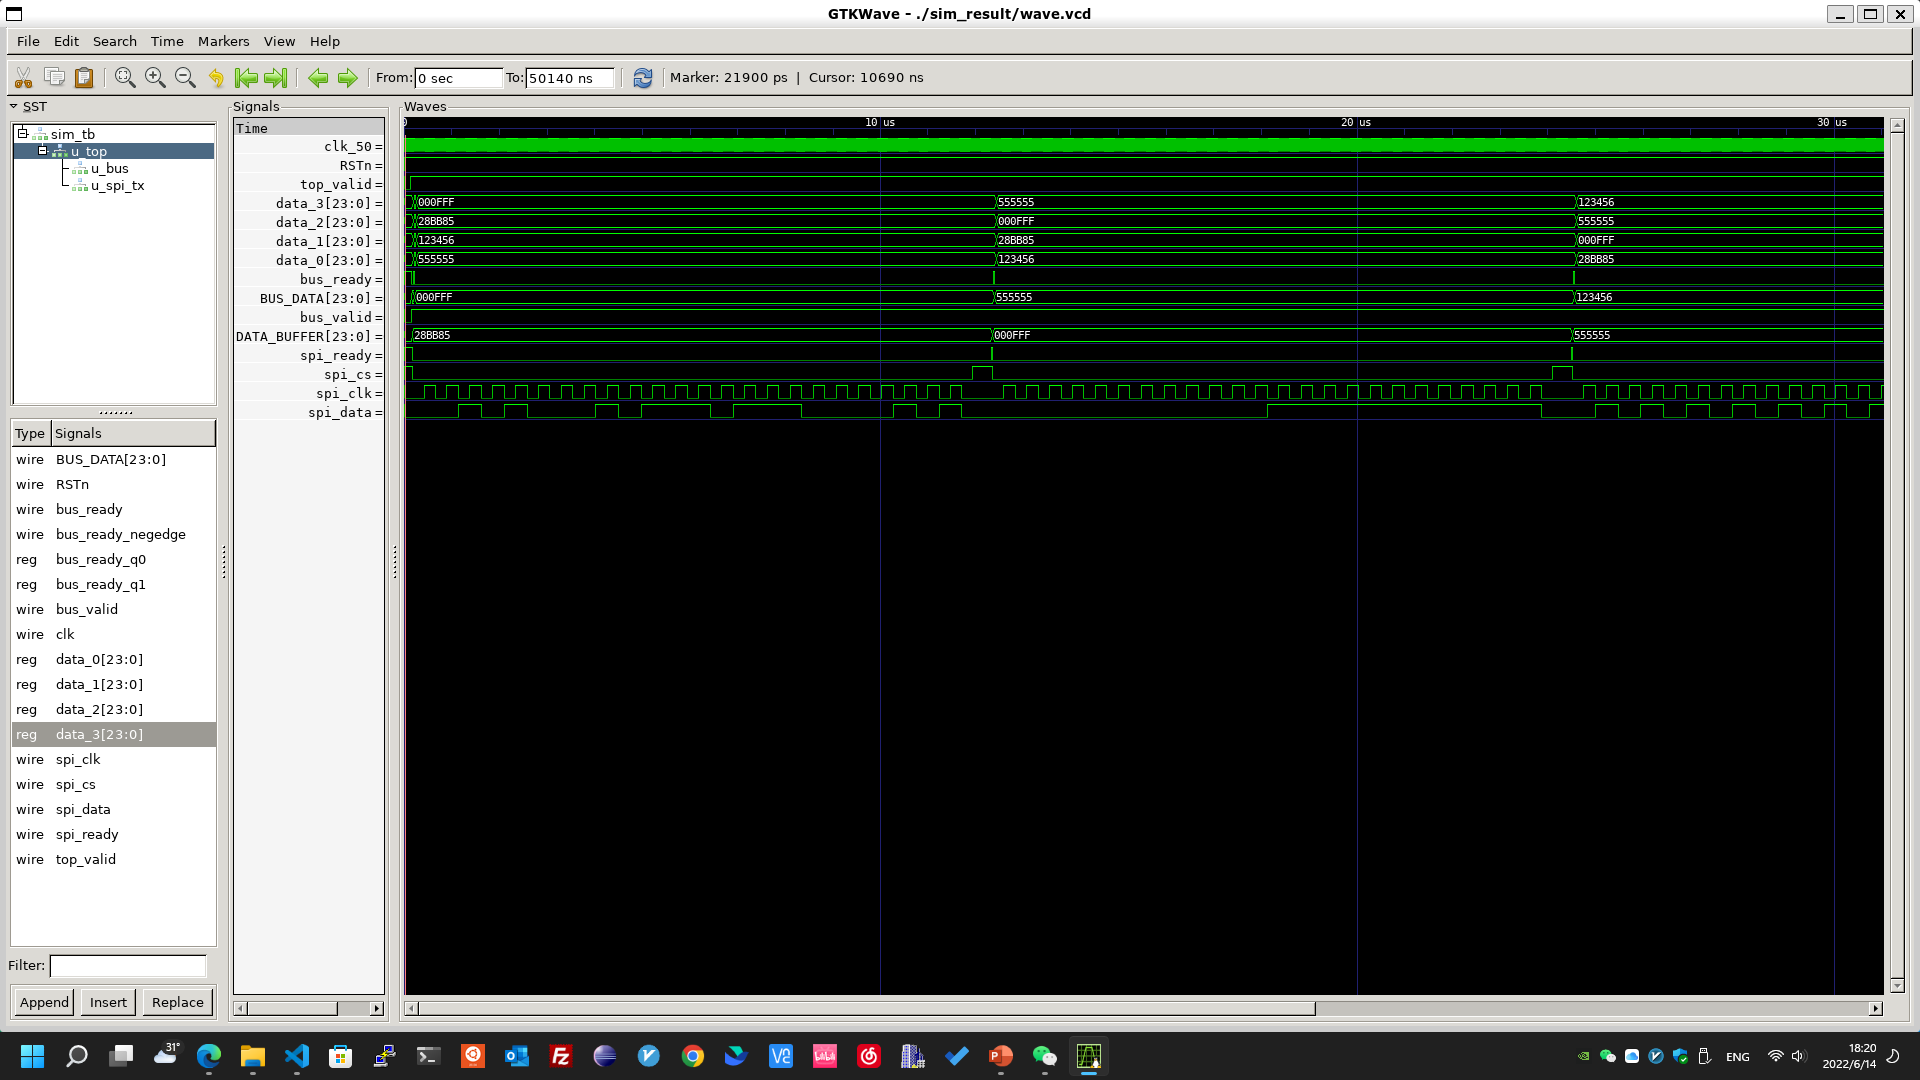 GTKWave - ./sim_result/wave.vcd
File Edit Search Time Markers View Help
From: 0 sec To: 50140 ns Marker: 21900 ps | Cursor: 10690 ns
SST
sim_tb
u_top
u_bus
u_spi_tx
Type Signals
wire BUS_DATA[23:0]
wire RSTn
wire bus_ready
wire bus_ready_negedge
reg bus_ready_q0
reg bus_ready_q1
wire bus_valid
wire clk
reg data_0[23:0]
reg data_1[23:0]
reg data_2[23:0]
reg data_3[23:0]
wire spi_clk
wire spi_cs
wire spi_data
wire spi_ready
wire top_valid
Filter:
Append Insert Replace
Signals
Time
clk_50=
RSTn=
top_valid=
data_3[23:0]=
data_2[23:0]=
data_1[23:0]=
data_0[23:0]=
bus_ready=
BUS_DATA[23:0]=
bus_valid=
DATA_BUFFER[23:0]=
spi_ready=
spi_cs=
spi_clk=
spi_data=
Waves
0 10 us 20 us 30 us
000FFF 555555 123456
28BB85 000FFF 555555
123456 28BB85 000FFF
555555 123456 28BB85
000FFF 555555 123456
28BB85 000FFF 555555
31°
ENG
18:20
2022/6/14